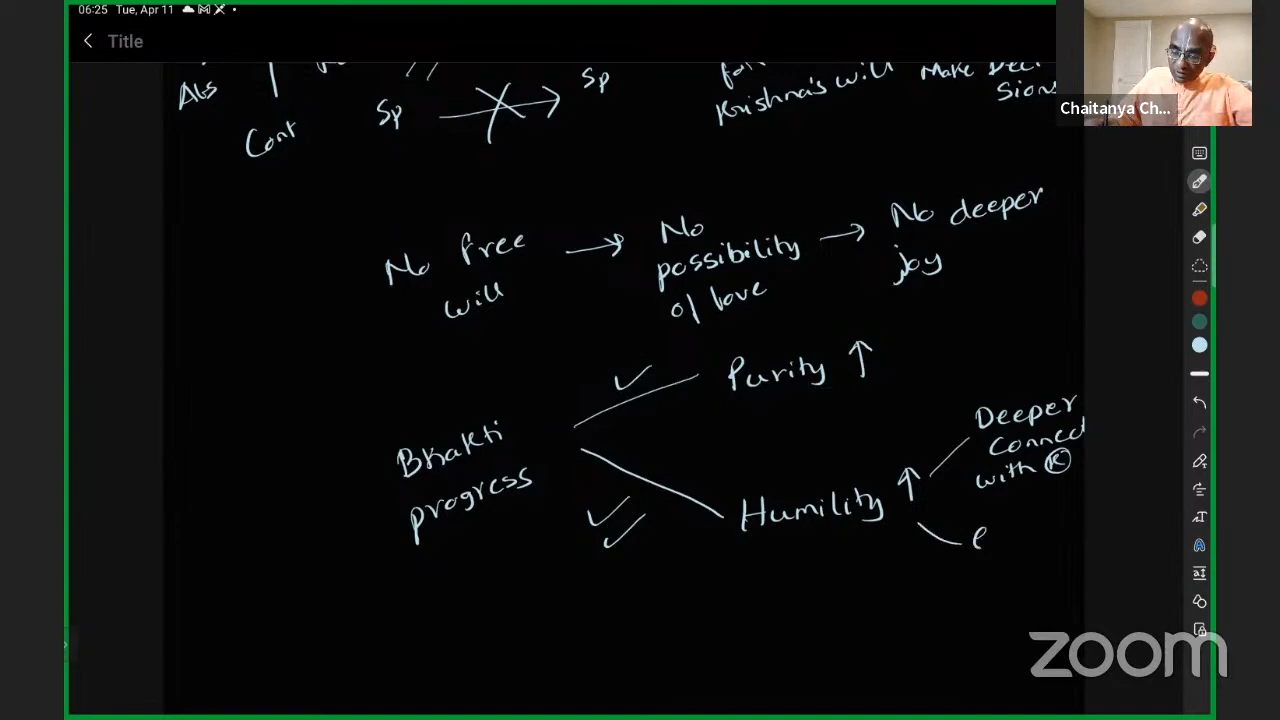 06:25 Tue, Apr 11
Title
Abs
Cont
Sp
Sp
Krishna's will
Make Deci
sions
Chaitanya Ch...
No free
will
No
possibility
of love
No deeper
joy
Bhakti
progress
Purity
Humility
Deeper
Connect
with K
e
zoom